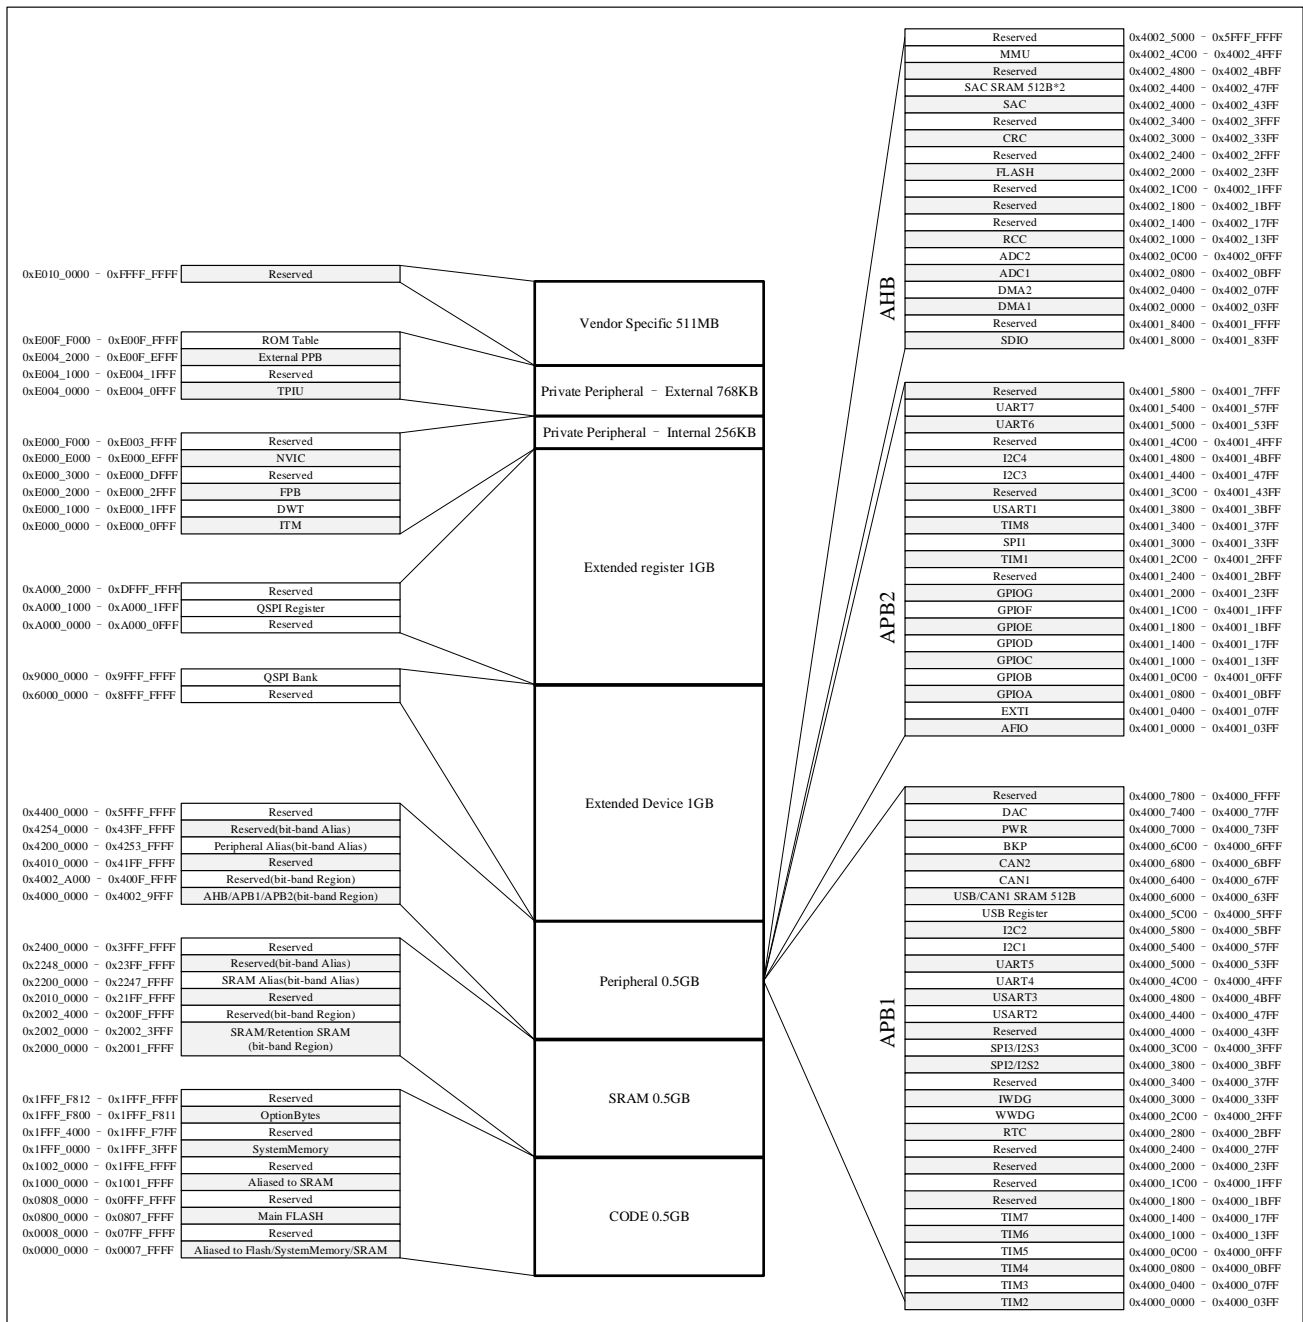 0xE010_0000 - 0xFFFF_FFFF Reserved
0xE00F_F000 - 0xE00F_FFFF ROM Table
0xE004_2000 - 0xE00F_EFFF External PPB
0xE004_1000 - 0xE004_1FFF Reserved
0xE004_0000 - 0xE004_0FFF TPIU
0xE000_F000 - 0xE003_FFFF Reserved
0xE000_E000 - 0xE000_EFFF NVIC
0xE000_3000 - 0xE000_DFFF Reserved
0xE000_2000 - 0xE000_2FFF FPB
0xE000_1000 - 0xE000_1FFF DWT
0xE000_0000 - 0xE000_0FFF ITM
0xA000_2000 - 0xDFFF_FFFF Reserved
0xA000_1000 - 0xA000_1FFF QSPI Register
0xA000_0000 - 0xA000_0FFF Reserved
0x9000_0000 - 0x9FFF_FFFF QSPI Bank
0x6000_0000 - 0x8FFF_FFFF Reserved
0x4400_0000 - 0x5FFF_FFFF Reserved
0x4254_0000 - 0x43FF_FFFF Reserved(bit-band Alias)
0x4200_0000 - 0x4253_FFFF Peripheral Alias(bit-band Alias)
0x4010_0000 - 0x41FF_FFFF Reserved
0x4002_A000 - 0x400F_FFFF Reserved(bit-band Region)
0x4000_0000 - 0x4002_9FFF AHB/APB1/APB2(bit-band Region)
0x2400_0000 - 0x3FFF_FFFF Reserved
0x2248_0000 - 0x23FF_FFFF Reserved(bit-band Alias)
0x2200_0000 - 0x2247_FFFF SRAM Alias(bit-band Alias)
0x2010_0000 - 0x21FF_FFFF Reserved
0x2002_4000 - 0x200F_FFFF Reserved(bit-band Region)
0x2002_0000 - 0x2002_3FFF SRAM/Retention SRAM
0x2000_0000 - 0x2001_FFFF (bit-band Region)
0x1FFF_F812 - 0x1FFF_FFFF Reserved
0x1FFF_F800 - 0x1FFF_F811 OptionBytes
0x1FFF_4000 - 0x1FFF_F7FF Reserved
0x1FFF_0000 - 0x1FFF_3FFF SystemMemory
0x1002_0000 - 0x1FFE_FFFF Reserved
0x1000_0000 - 0x1001_FFFF Aliased to SRAM
0x0808_0000 - 0x0FFF_FFFF Reserved
0x0800_0000 - 0x0807_FFFF Main FLASH
0x0008_0000 - 0x07FF_FFFF Reserved
0x0000_0000 - 0x0007_FFFF Aliased to Flash/SystemMemory/SRAM
Vendor Specific 511MB
Private Peripheral - External 768KB
Private Peripheral - Internal 256KB
Extended register 1GB
Extended Device 1GB
Peripheral 0.5GB
SRAM 0.5GB
CODE 0.5GB
AHB
Reserved 0x4002_5000 - 0x5FFF_FFFF
MMU 0x4002_4C00 - 0x4002_4FFF
Reserved 0x4002_4800 - 0x4002_4BFF
SAC SRAM 512B*2 0x4002_4400 - 0x4002_47FF
SAC 0x4002_4000 - 0x4002_43FF
Reserved 0x4002_3400 - 0x4002_3FFF
CRC 0x4002_3000 - 0x4002_33FF
Reserved 0x4002_2400 - 0x4002_2FFF
FLASH 0x4002_2000 - 0x4002_23FF
Reserved 0x4002_1C00 - 0x4002_1FFF
Reserved 0x4002_1800 - 0x4002_1BFF
Reserved 0x4002_1400 - 0x4002_17FF
RCC 0x4002_1000 - 0x4002_13FF
ADC2 0x4002_0C00 - 0x4002_0FFF
ADC1 0x4002_0800 - 0x4002_0BFF
DMA2 0x4002_0400 - 0x4002_07FF
DMA1 0x4002_0000 - 0x4002_03FF
Reserved 0x4001_8400 - 0x4001_FFFF
SDIO 0x4001_8000 - 0x4001_83FF
APB2
Reserved 0x4001_5800 - 0x4001_7FFF
UART7 0x4001_5400 - 0x4001_57FF
UART6 0x4001_5000 - 0x4001_53FF
Reserved 0x4001_4C00 - 0x4001_4FFF
I2C4 0x4001_4800 - 0x4001_4BFF
I2C3 0x4001_4400 - 0x4001_47FF
Reserved 0x4001_3C00 - 0x4001_43FF
USART1 0x4001_3800 - 0x4001_3BFF
TIM8 0x4001_3400 - 0x4001_37FF
SPI1 0x4001_3000 - 0x4001_33FF
TIM1 0x4001_2C00 - 0x4001_2FFF
Reserved 0x4001_2400 - 0x4001_2BFF
GPIOG 0x4001_2000 - 0x4001_23FF
GPIOF 0x4001_1C00 - 0x4001_1FFF
GPIOE 0x4001_1800 - 0x4001_1BFF
GPIOD 0x4001_1400 - 0x4001_17FF
GPIOC 0x4001_1000 - 0x4001_13FF
GPIOB 0x4001_0C00 - 0x4001_0FFF
GPIOA 0x4001_0800 - 0x4001_0BFF
EXTI 0x4001_0400 - 0x4001_07FF
AFIO 0x4001_0000 - 0x4001_03FF
APB1
Reserved 0x4000_7800 - 0x4000_FFFF
DAC 0x4000_7400 - 0x4000_77FF
PWR 0x4000_7000 - 0x4000_73FF
BKP 0x4000_6C00 - 0x4000_6FFF
CAN2 0x4000_6800 - 0x4000_6BFF
CAN1 0x4000_6400 - 0x4000_67FF
USB/CAN1 SRAM 512B 0x4000_6000 - 0x4000_63FF
USB Register 0x4000_5C00 - 0x4000_5FFF
I2C2 0x4000_5800 - 0x4000_5BFF
I2C1 0x4000_5400 - 0x4000_57FF
UART5 0x4000_5000 - 0x4000_53FF
UART4 0x4000_4C00 - 0x4000_4FFF
USART3 0x4000_4800 - 0x4000_4BFF
USART2 0x4000_4400 - 0x4000_47FF
Reserved 0x4000_4000 - 0x4000_43FF
SPI3/I2S3 0x4000_3C00 - 0x4000_3FFF
SPI2/I2S2 0x4000_3800 - 0x4000_3BFF
Reserved 0x4000_3400 - 0x4000_37FF
IWDG 0x4000_3000 - 0x4000_33FF
WWDG 0x4000_2C00 - 0x4000_2FFF
RTC 0x4000_2800 - 0x4000_2BFF
Reserved 0x4000_2400 - 0x4000_27FF
Reserved 0x4000_2000 - 0x4000_23FF
Reserved 0x4000_1C00 - 0x4000_1FFF
Reserved 0x4000_1800 - 0x4000_1BFF
TIM7 0x4000_1400 - 0x4000_17FF
TIM6 0x4000_1000 - 0x4000_13FF
TIM5 0x4000_0C00 - 0x4000_0FFF
TIM4 0x4000_0800 - 0x4000_0BFF
TIM3 0x4000_0400 - 0x4000_07FF
TIM2 0x4000_0000 - 0x4000_03FF